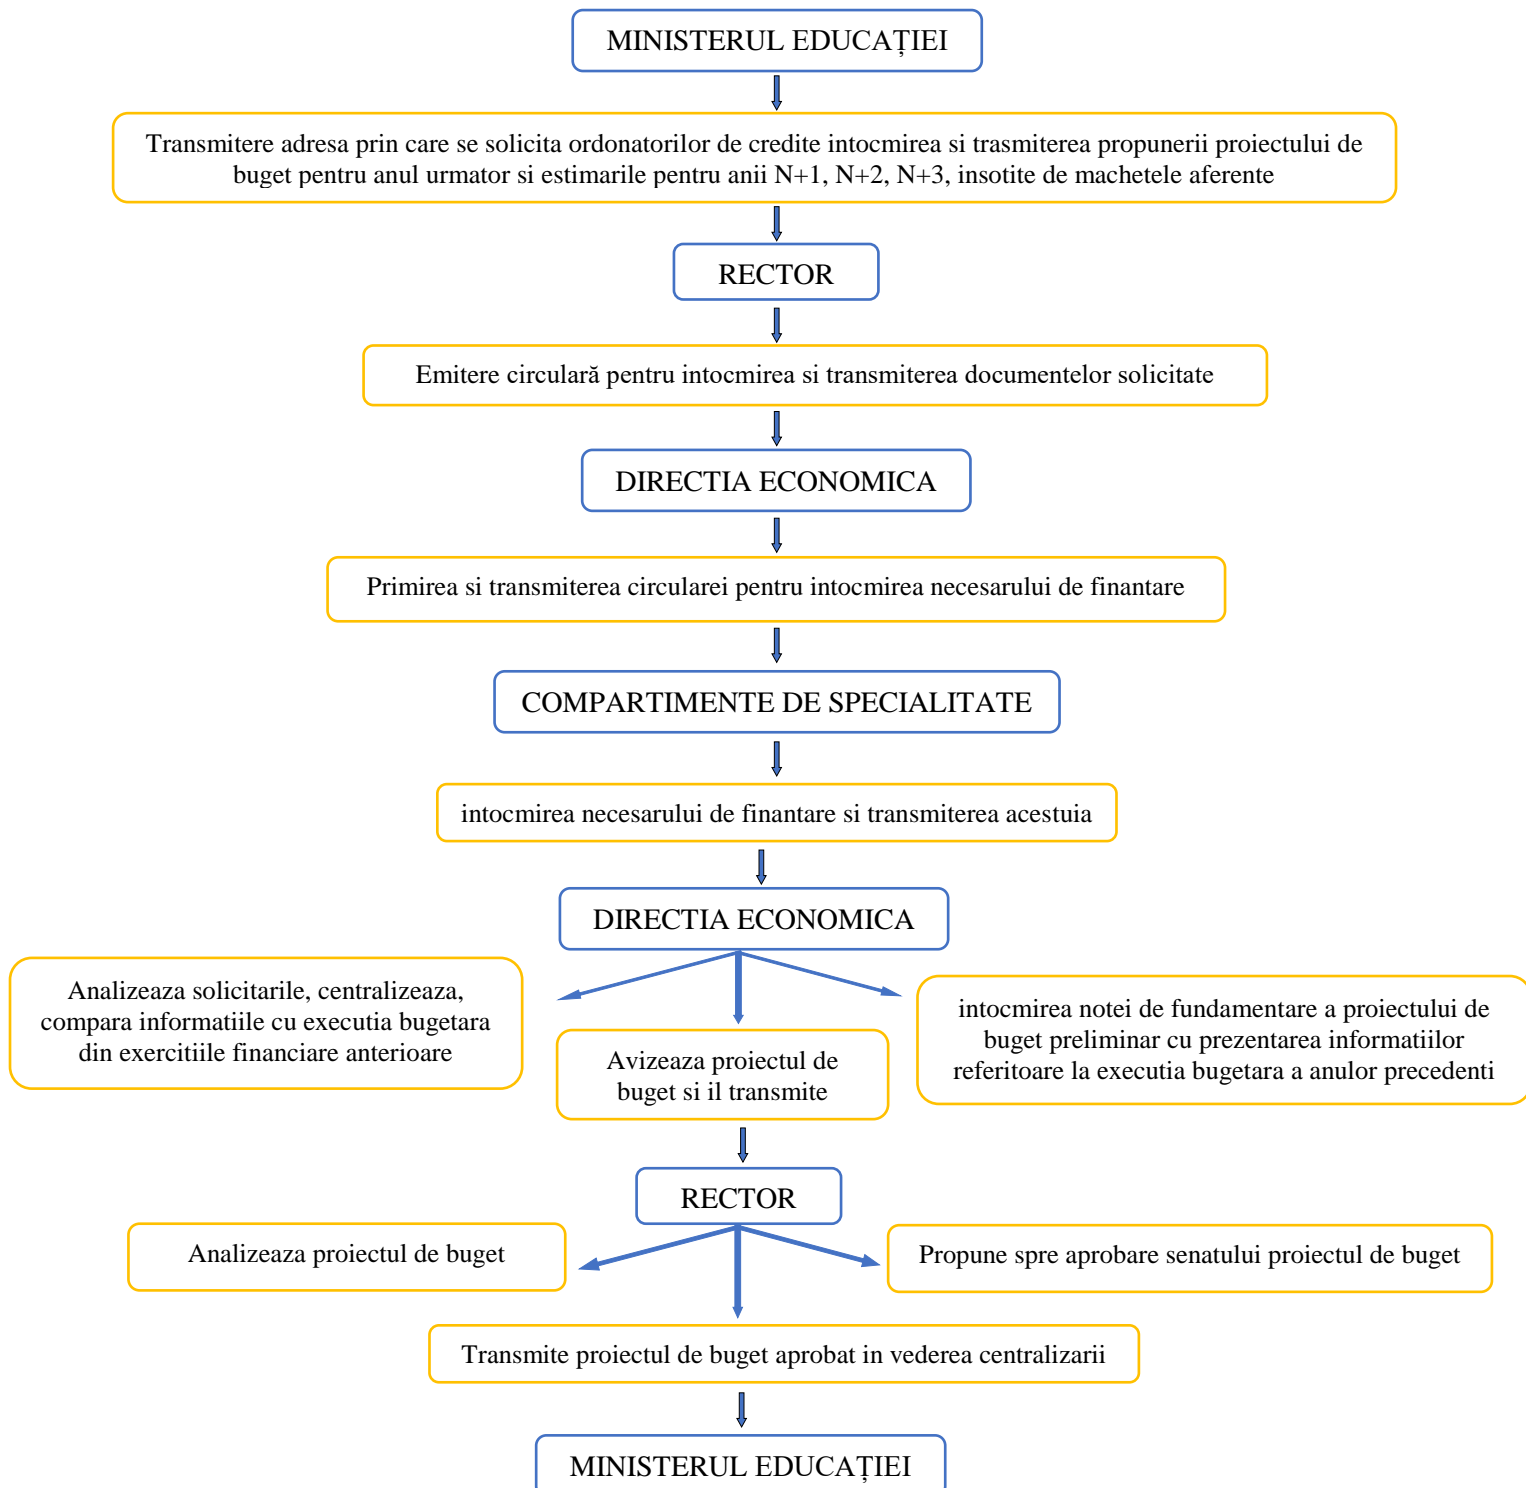 MINISTERUL EDUCAȚIEI
Transmitere adresa prin care se solicita ordonatorilor de credite intocmirea si trasmiterea propunerii proiectului de
buget pentru anul urmator si estimarile pentru anii N+1, N+2, N+3, insotite de machetele aferente
RECTOR
Emitere circulară pentru intocmirea si transmiterea documentelor solicitate
DIRECTIA ECONOMICA
Primirea si transmiterea circularei pentru intocmirea necesarului de finantare
COMPARTIMENTE DE SPECIALITATE
intocmirea necesarului de finantare si transmiterea acestuia
DIRECTIA ECONOMICA
Analizeaza solicitarile, centralizeaza,
compara informatiile cu executia bugetara
din exercitiile financiare anterioare
Avizeaza proiectul de
buget si il transmite
intocmirea notei de fundamentare a proiectului de
buget preliminar cu prezentarea informatiilor
referitoare la executia bugetara a anulor precedenti
RECTOR
Analizeaza proiectul de buget
Propune spre aprobare senatului proiectul de buget
Transmite proiectul de buget aprobat in vederea centralizarii
MINISTERUL EDUCAȚIEI